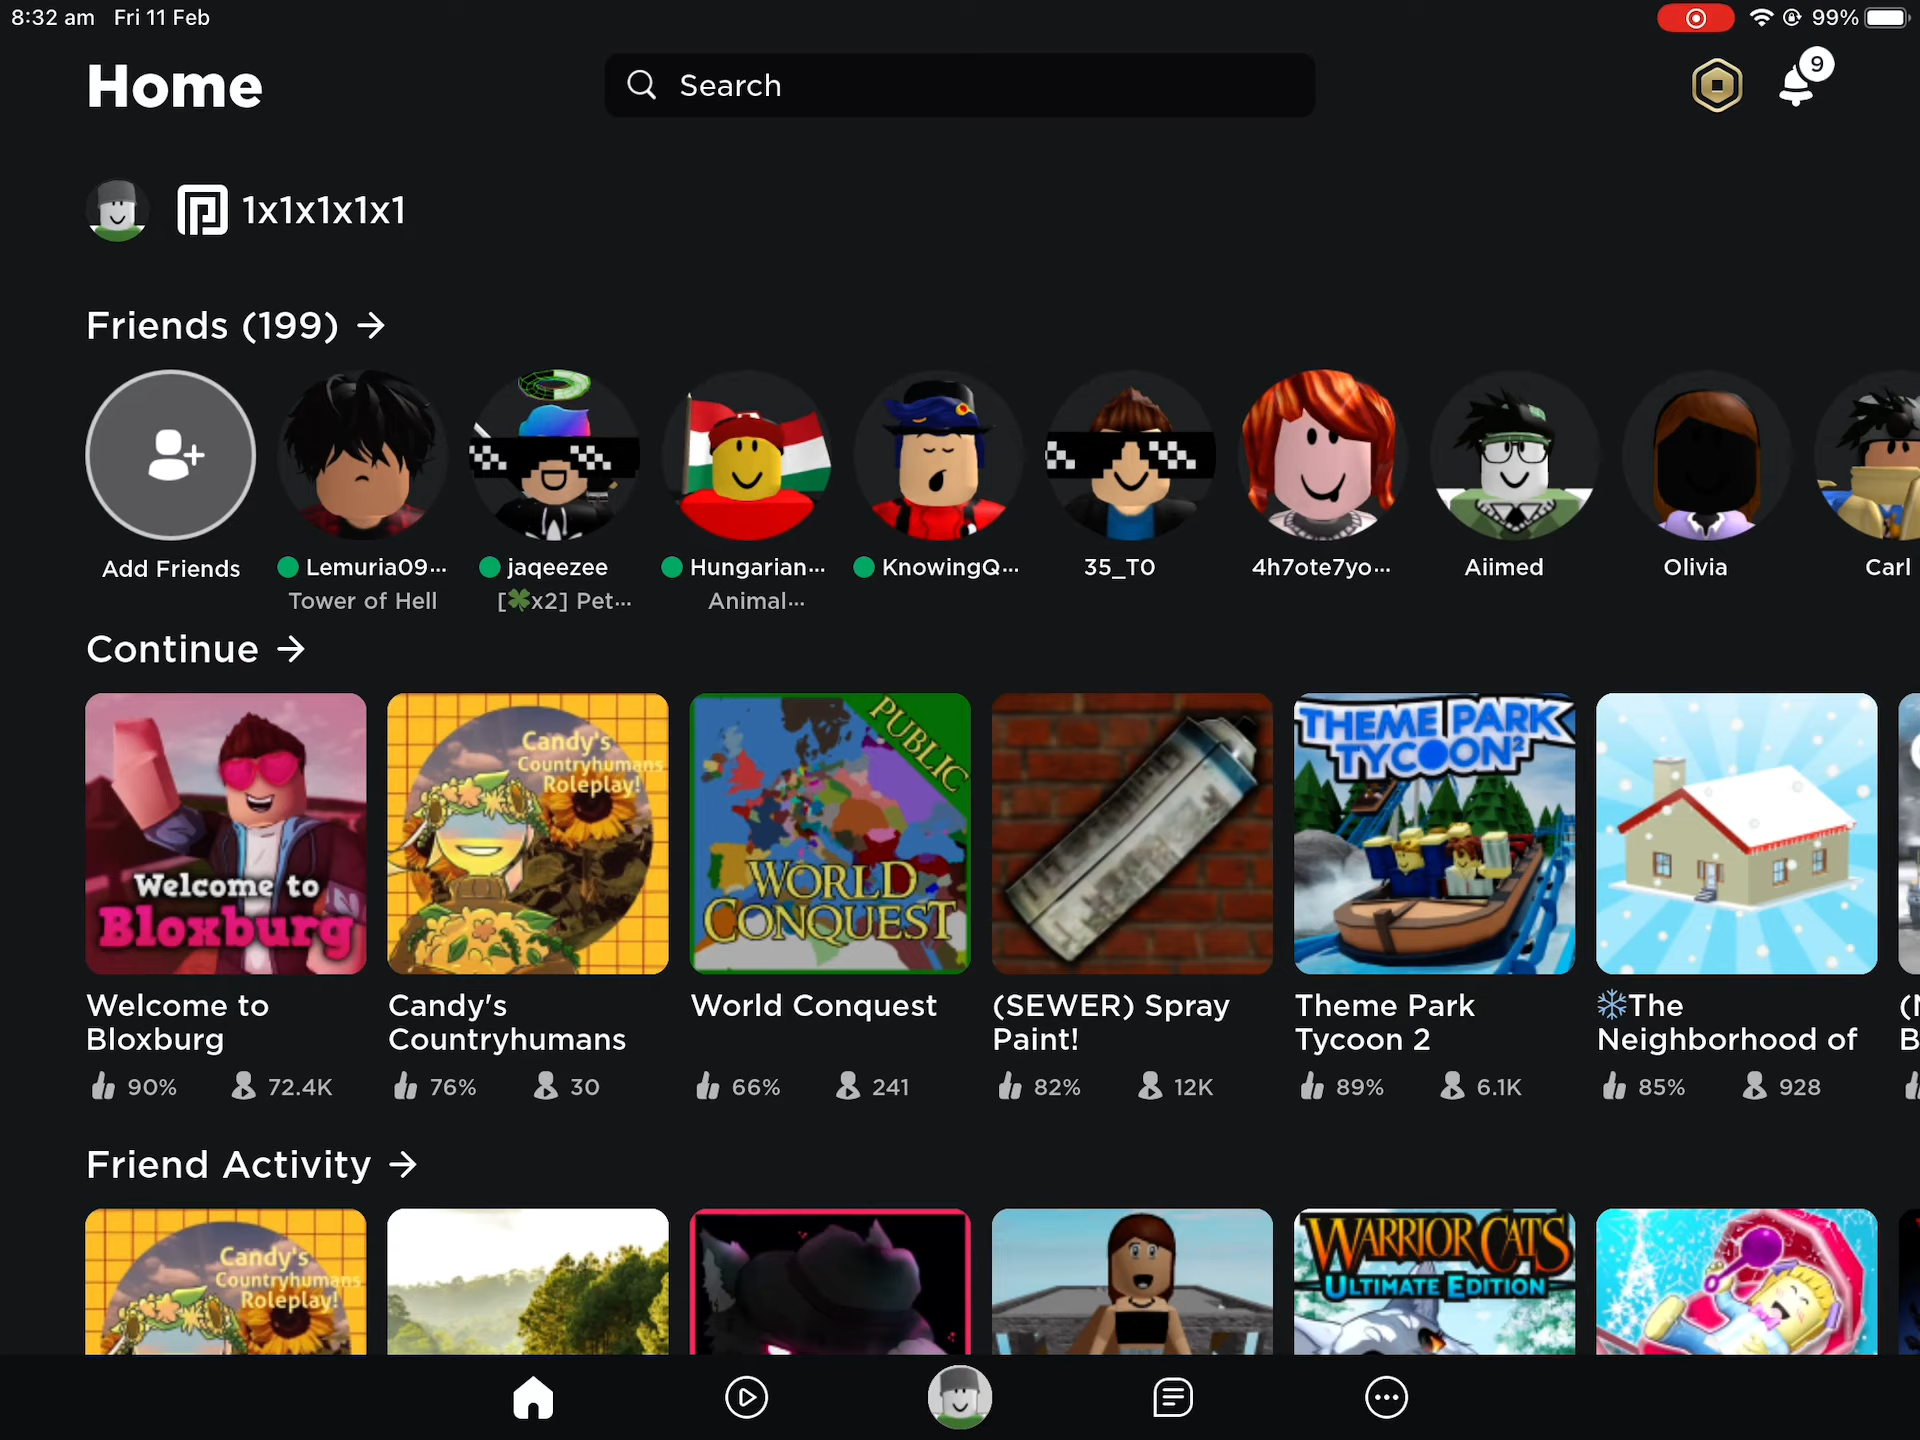 8:32 am Fri 11 Feb
99%
Home
Search
9
1x1x1x1x1
Friends (199)
Add Friends
Lemuria09...
Tower of Hell
jaqeezee
[🍀x2] Pet...
Hungarian...
Animal...
KnowingQ...
35_T0
4h7ote7yo...
Aiimed
Olivia
Carl
Continue
Welcome to
Bloxburg
Candy's
Countryhumans
Roleplay!
PUBLIC
WORLD
CONQUEST
THEME PARK
TYCOON²
Welcome to
Bloxburg
90% 72.4K
Candy's
Countryhumans
76% 30
World Conquest
66% 241
(SEWER) Spray
Paint!
82% 12K
Theme Park
Tycoon 2
89% 6.1K
❄️The
Neighborhood of
85% 928
Friend Activity
Candy's
Countryhumans
Roleplay!
WARRIOR CATS
ULTIMATE EDITION